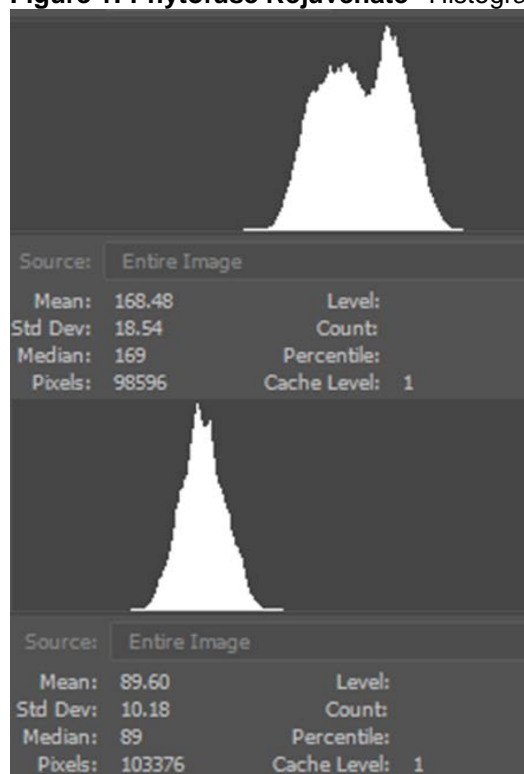 Figure 1. Phytofuse Rejuvenate
Source: Entire Image
Mean: 168.48 Level:
Std Dev: 18.54 Count:
Median: 169 Percentile:
Pixels: 98596 Cache Level: 1
Source: Entire Image
Mean: 89.60 Level:
Std Dev: 10.18 Count:
Median: 89 Percentile:
Pixels: 103376 Cache Level: 1